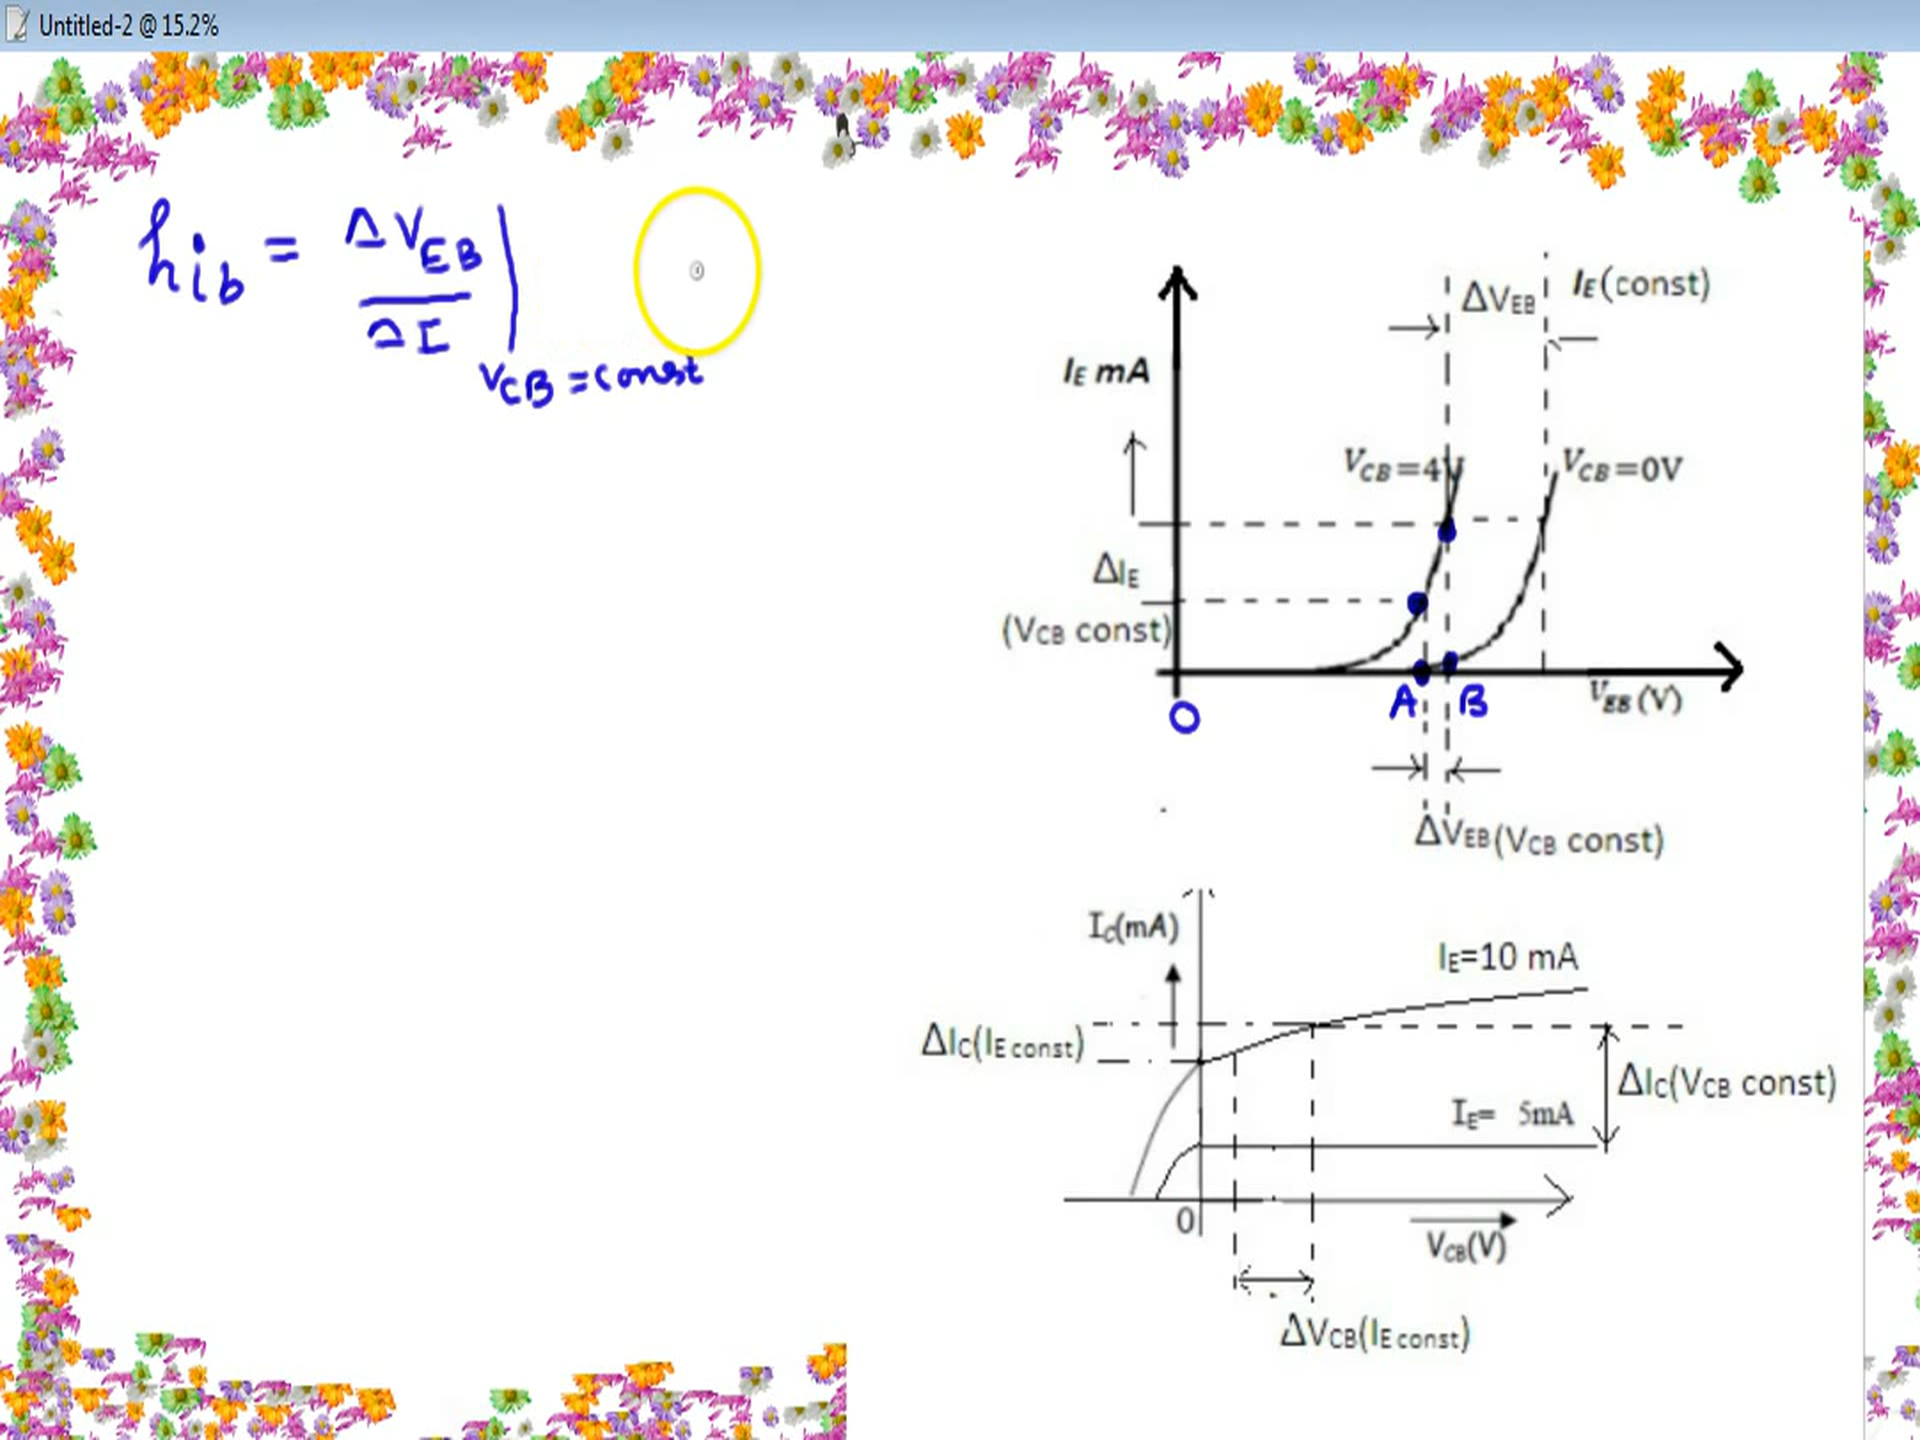 Untitled-2 @ 15.2%
hib = ΔVEB
ΔI
VCB = const
ΔVEB
IE (const)
IE mA
VCB=4V
VCB=0V
ΔIE
(VCB const)
O
A
B
VEB (V)
ΔVEB (VCB const)
IC(mA)
IE=10 mA
ΔIC(IE const)
ΔIC(VCB const)
IE= 5mA
0
VCB(V)
ΔVCB(IE const)